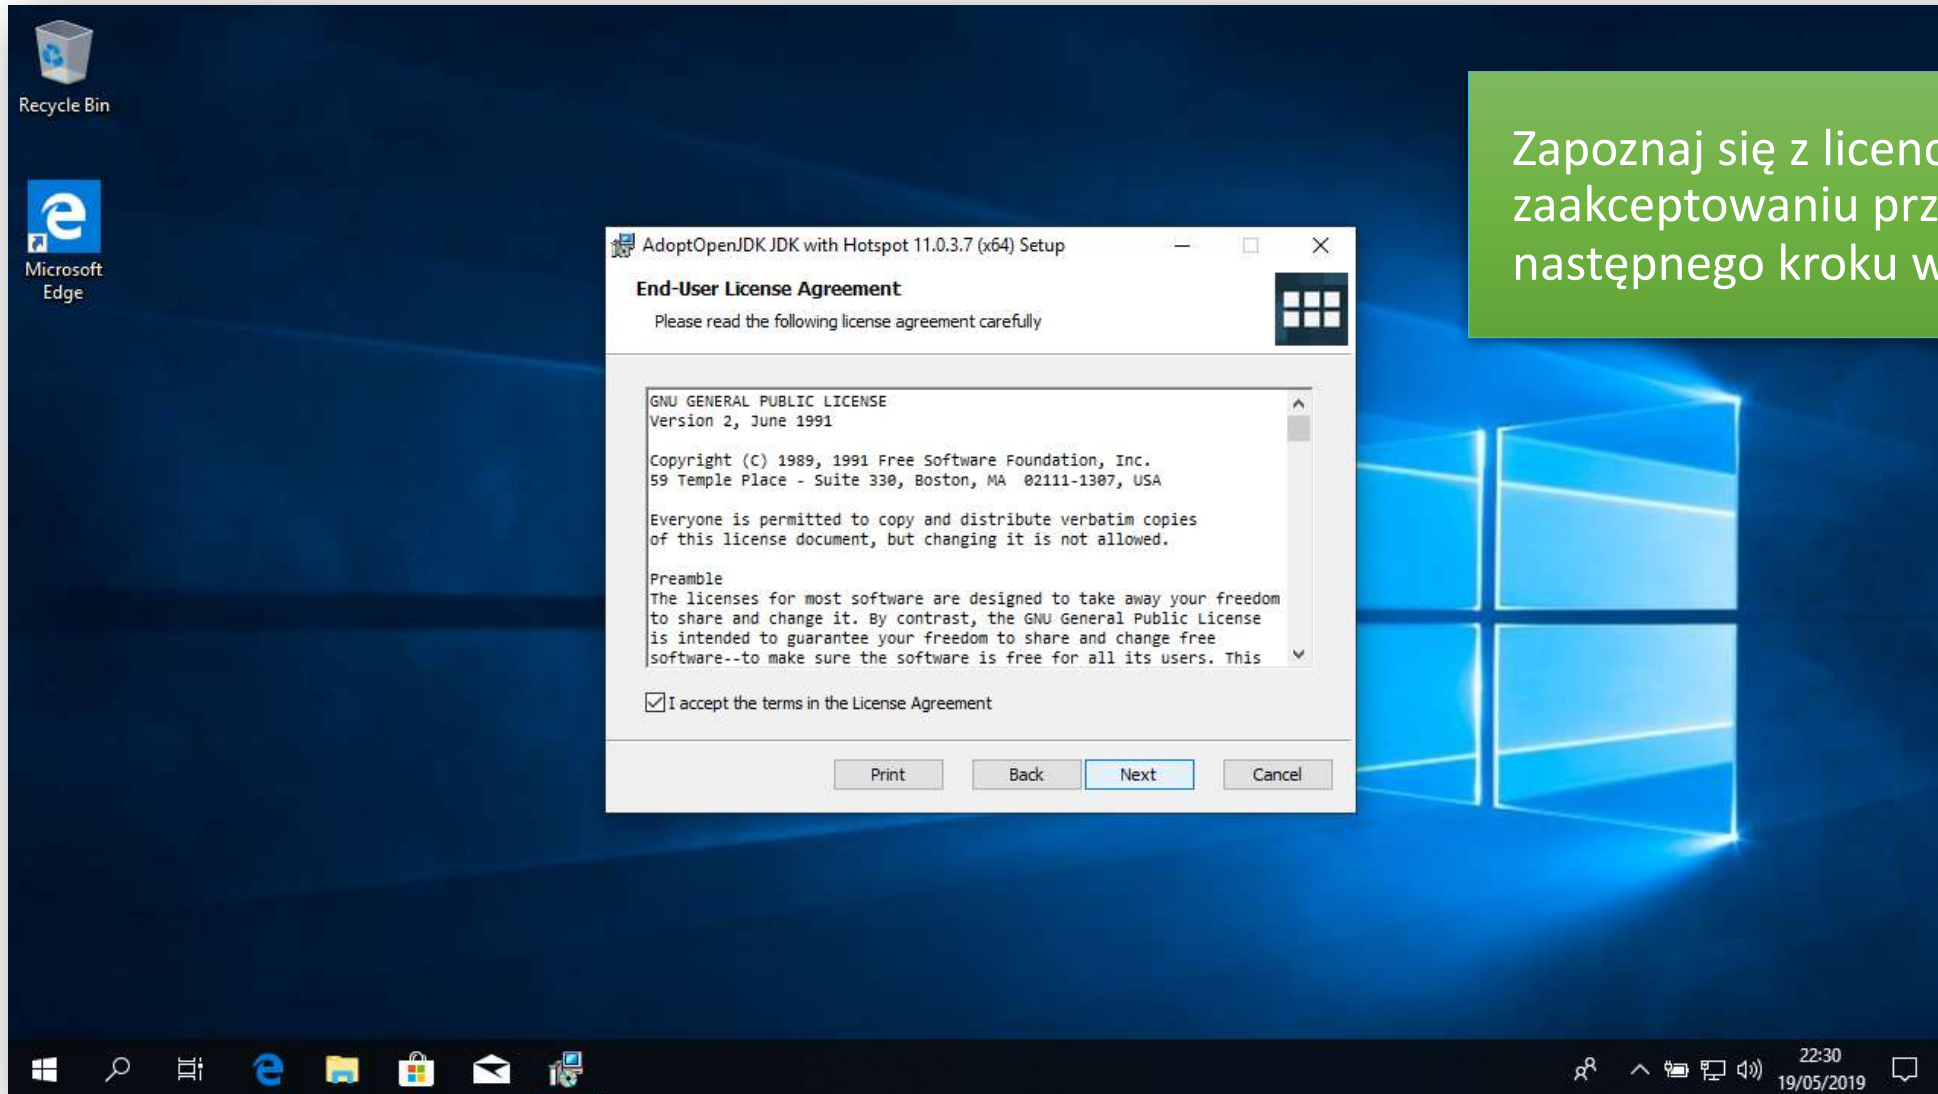 Recycle Bin
Microsoft
Edge
Zapoznaj się z
zaakceptowaniu
następnego kroku
AdoptOpenJDK JDK with Hotspot 11.0.3.7 (x64) Setup
End-User License Agreement
Please read the following license agreement carefully
GNU GENERAL PUBLIC LICENSE
Version 2, June 1991
Copyright (C) 1989, 1991 Free Software Foundation, Inc.
59 Temple Place - Suite 330, Boston, MA  02111-1307, USA
Everyone is permitted to copy and distribute verbatim copies
of this license document, but changing it is not allowed.
Preamble
The licenses for most software are designed to take away your freedom
to share and change it. By contrast, the GNU General Public License
is intended to guarantee your freedom to share and change free
software--to make sure the software is free for all its users. This
I accept the terms in the License Agreement
Print
Back
Next
Cancel
22:30
19/05/2019